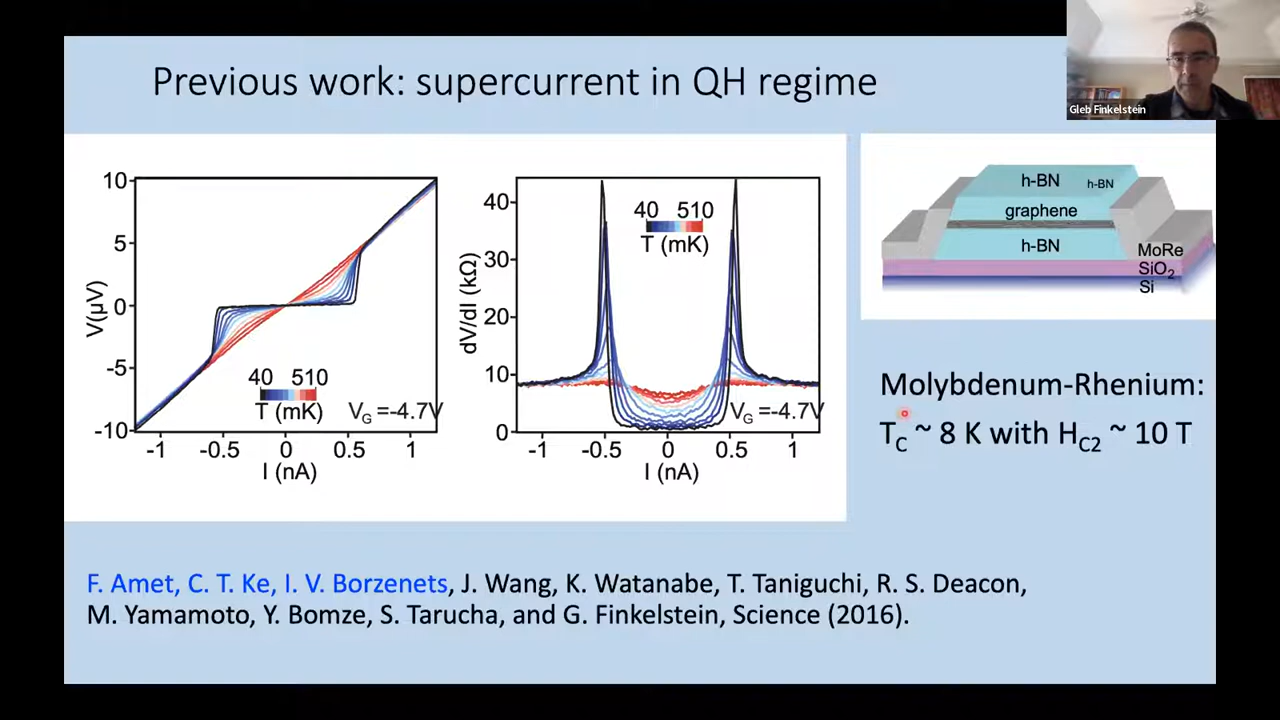 Previous work: supercurrent in QH regime
Gleb Finkelstein
10
5
0
-5
-10
V(µV)
40 510
T (mK)
V_G =-4.7V
-1 -0.5 0 0.5 1
I (nA)
40
30
20
10
0
dV/dI (kΩ)
40 510
T (mK)
V_G =-4.7V
-1 -0.5 0 0.5 1
I (nA)
h-BN h-BN
graphene
h-BN
MoRe
SiO₂
Si
Molybdenum-Rhenium:
T_C ~ 8 K with H_C2 ~ 10 T
F. Amet, C. T. Ke, I. V. Borzenets, J. Wang, K. Watanabe, T. Taniguchi, R. S. Deacon,
M. Yamamoto, Y. Bomze, S. Tarucha, and G. Finkelstein, Science (2016).